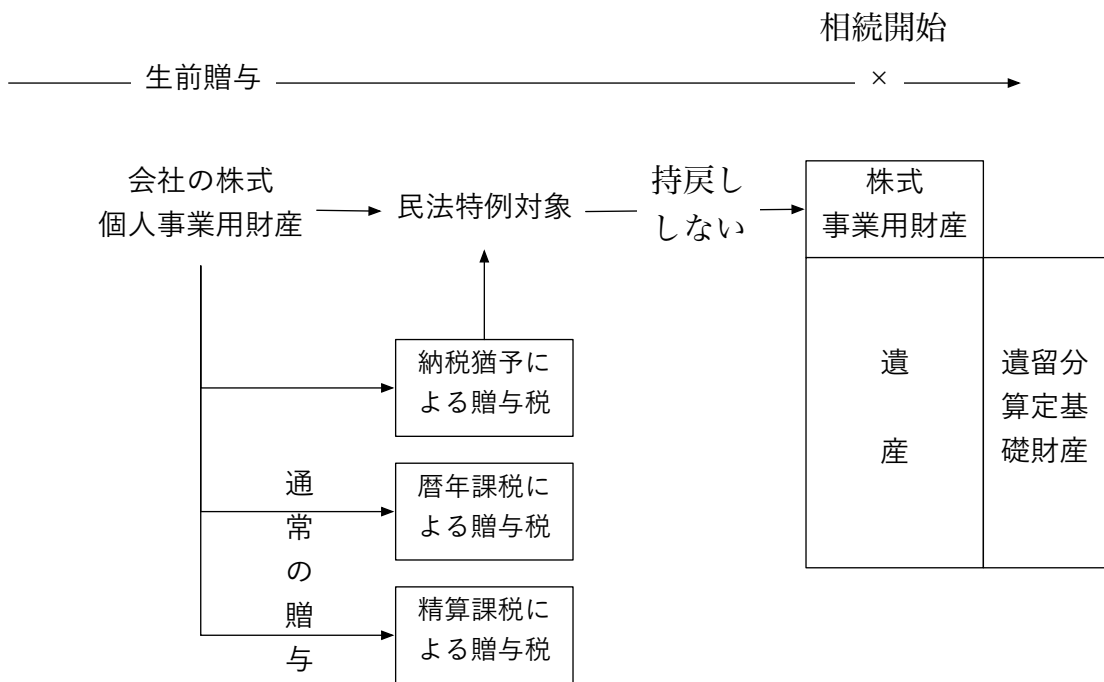 相続開始
生前贈与
×
会社の株式
個人事業用財産
民法特例対象
持戻し
しない
株式
事業用財産
納税猶予に
よる贈与税
遺
産
遺留分
算定基
礎財産
通常の贈与
暦年課税に
よる贈与税
精算課税に
よる贈与税